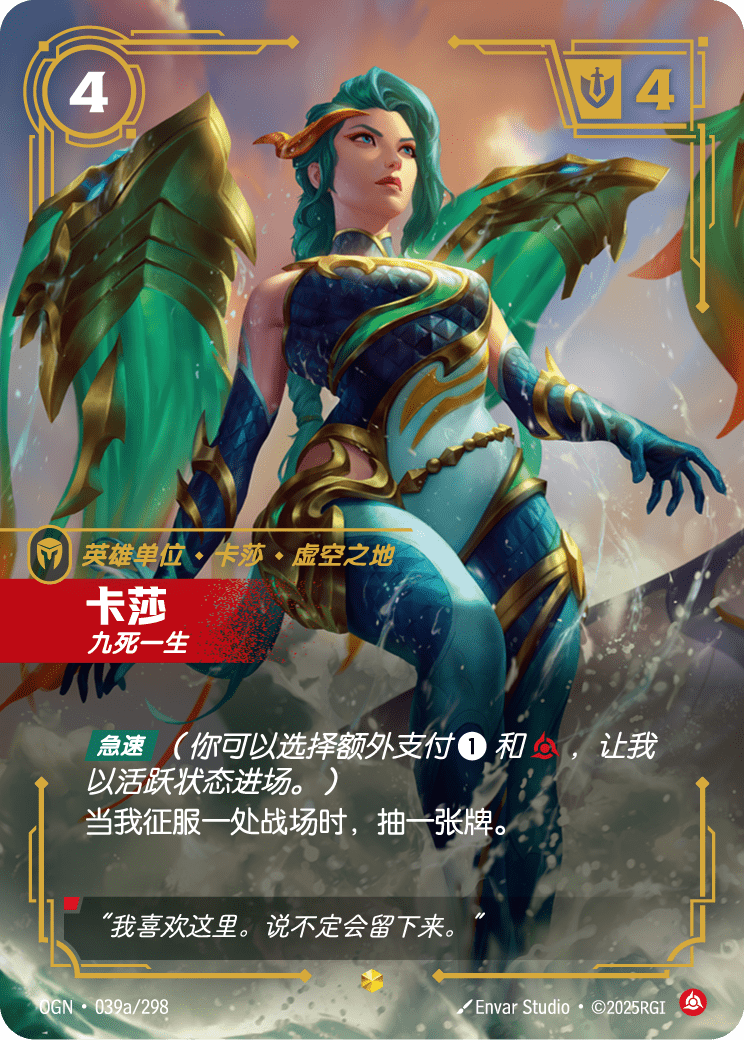 4
4
英雄单位 • 卡莎 • 虚空之地
卡莎
九死一生
急速 （你可以选择额外支付1和 ，让我
以活跃状态进场。）
当我征服一处战场时，抽一张牌。
“我喜欢这里。说不定会留下来。”
OGN • 039a/298
Envar Studio • ©2025RGI